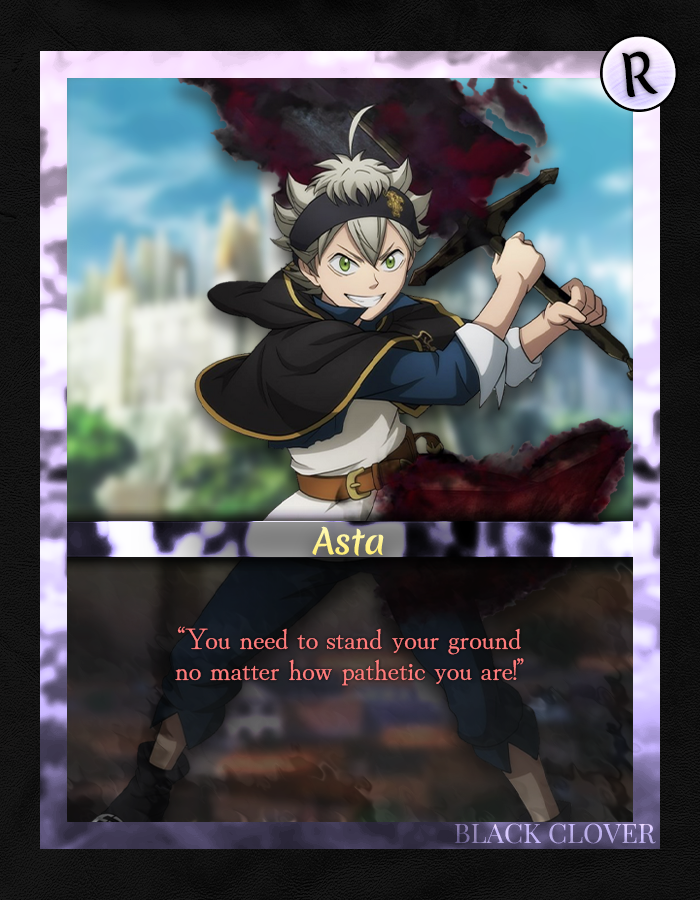 R
Asta
“You need to stand your ground
no matter how pathetic you are!”
BLACK CLOVER